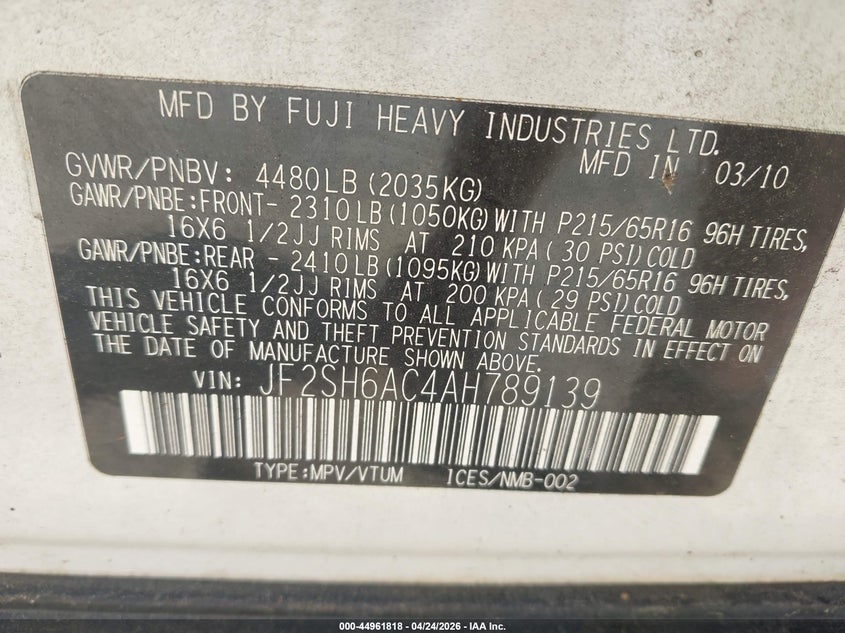 MFD BY FUJI HEAVY INDUSTRIES LTD.
MFD IN 03/10
GVWR/PNBV: 4480LB(2035KG)
GAWR/PNBE:FRONT- 2310LB(1050KG)WITH P215/65R16 96H TIRES,
16X6 1/2JJ RIMS AT 210 KPA(30 PSI)COLD
GAWR/PNBE:REAR - 2410LB(1095KG)WITH P215/65R16 96H TIRES,
16X6 1/2JJ RIMS AT 200 KPA(29 PSI)COLD
THIS VEHICLE CONFORMS TO ALL APPLICABLE FEDERAL MOTOR
VEHICLE SAFETY AND THEFT PREVENTION STANDARDS IN EFFECT ON
THE DATE OF MANUFACTURE SHOWN ABOVE.
VIN: JF2SH6AC4AH789139
TYPE:MPV/VTUM ICES/NMB-002
000-44961818 - 04/24/2026 - IAA Inc.